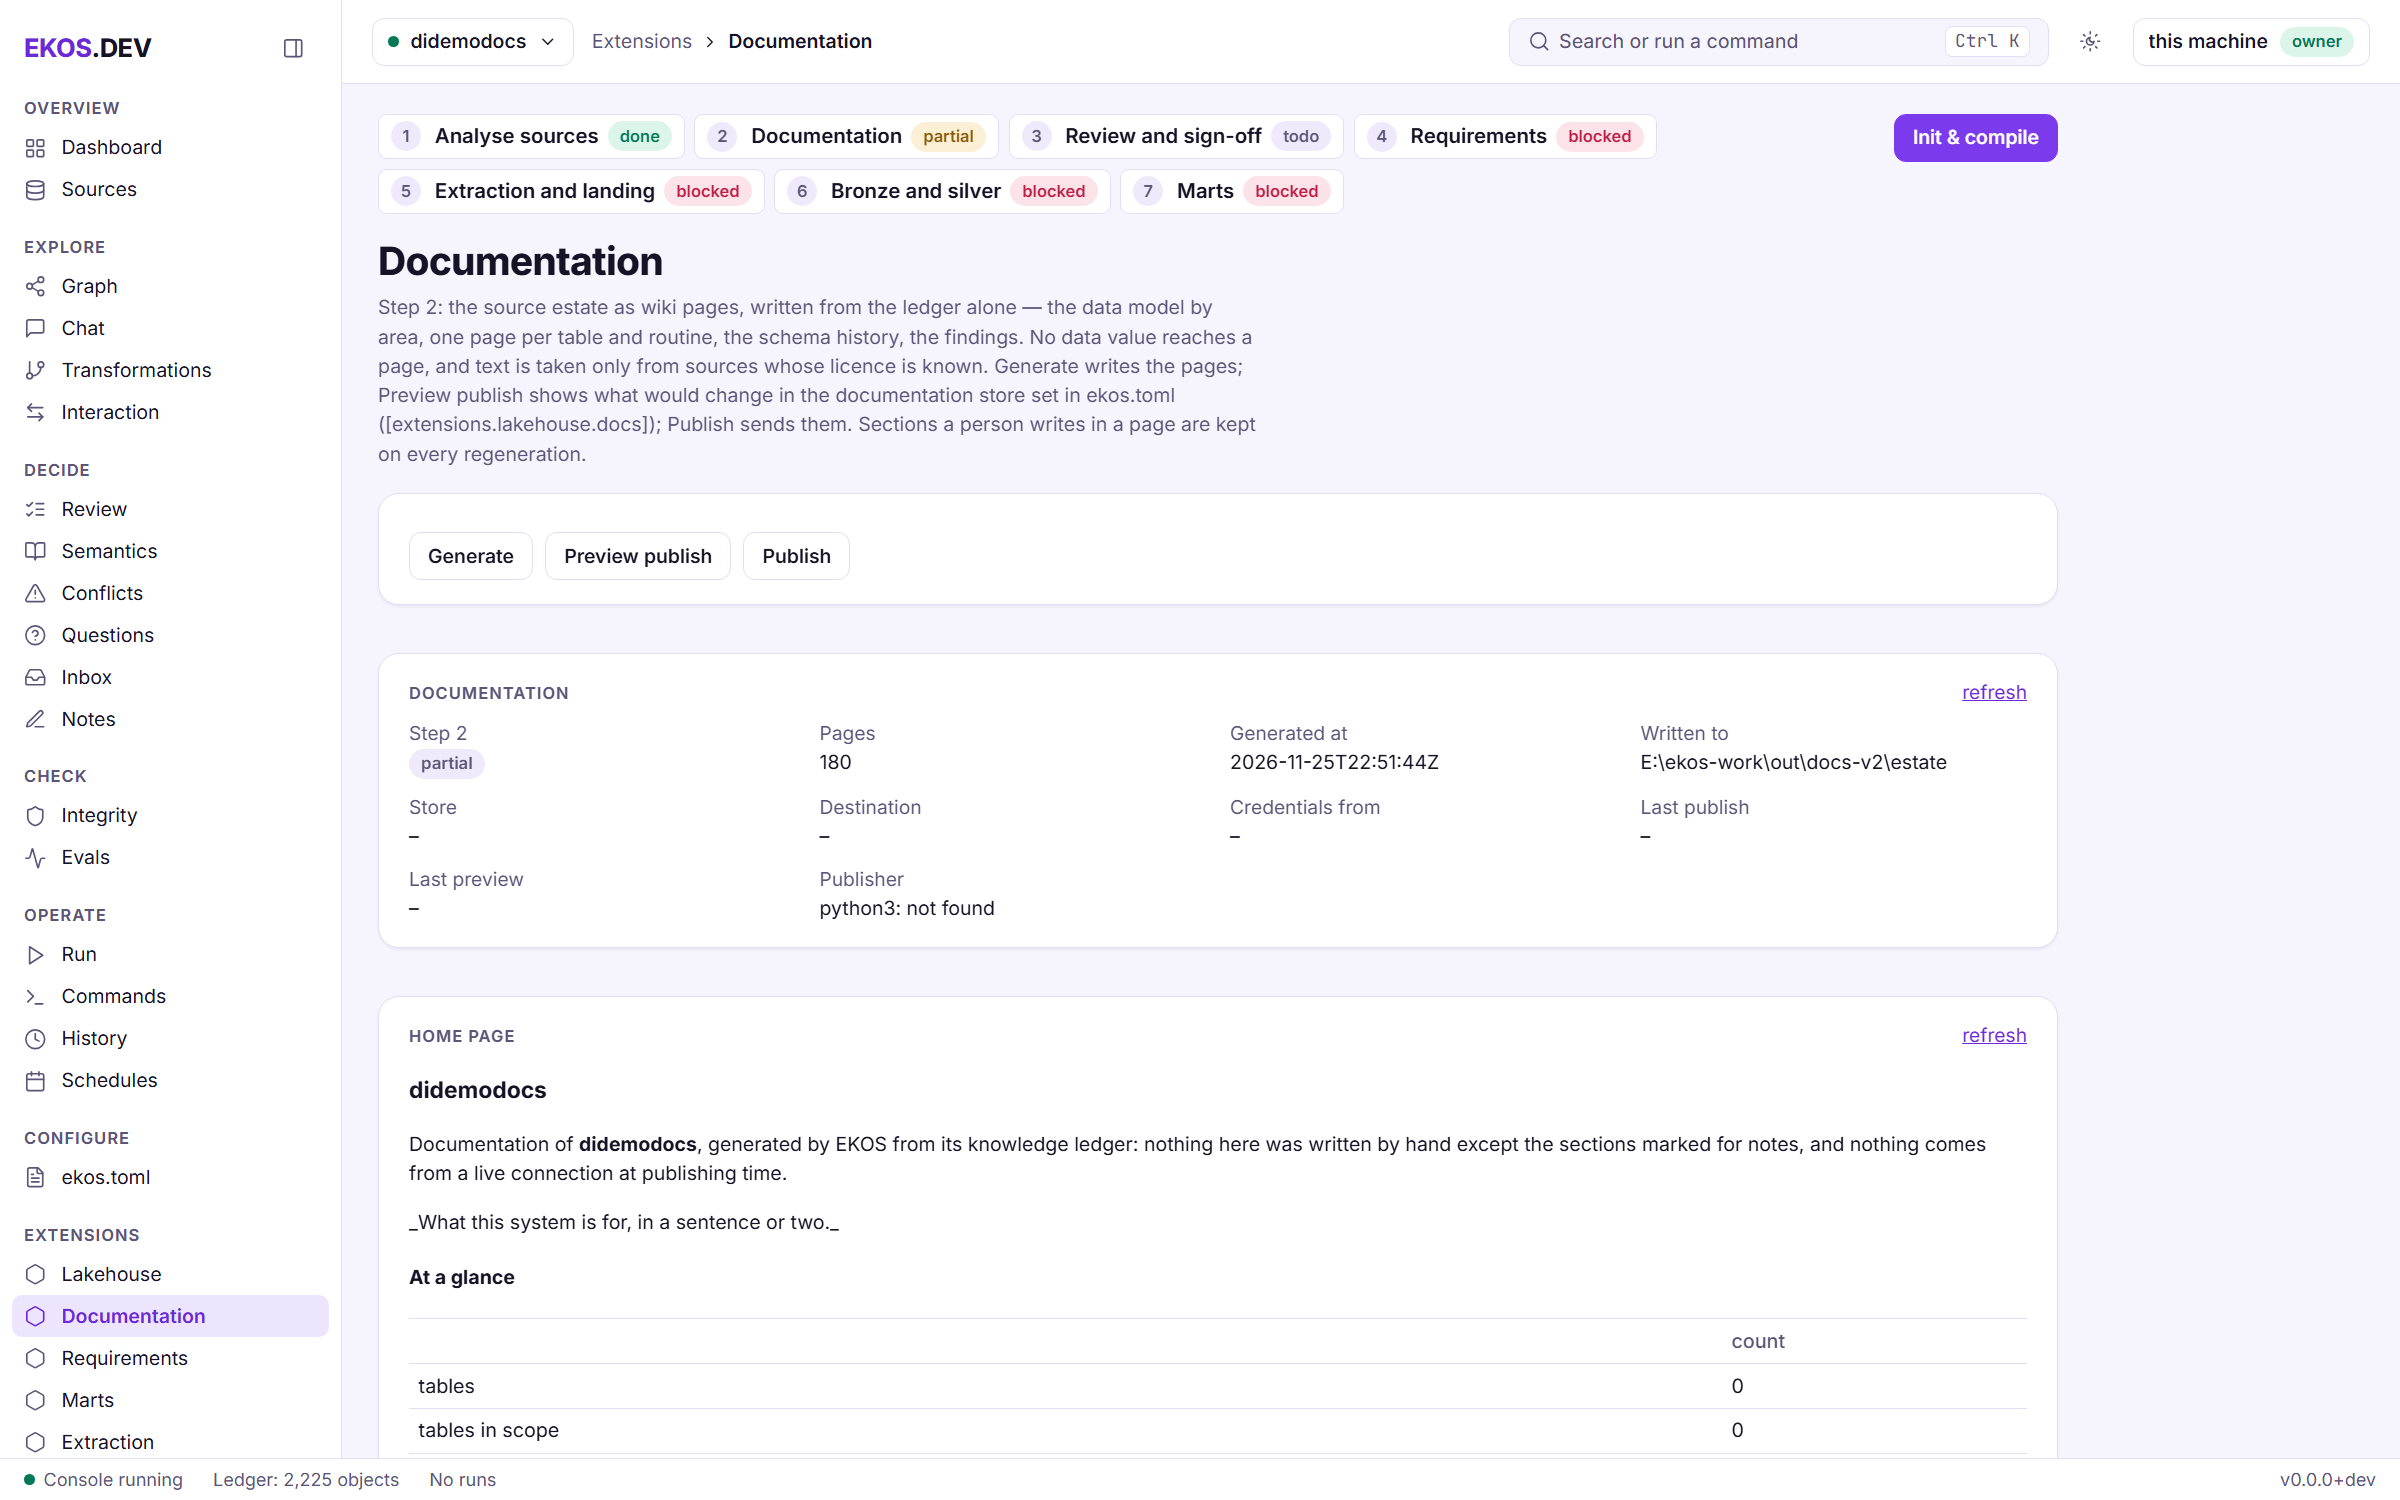 EKOS.DEV
OVERVIEW
Dashboard
Sources
EXPLORE
Graph
Chat
Transformations
Interaction
DECIDE
Review
Semantics
Conflicts
Questions
Inbox
Notes
CHECK
Integrity
Evals
OPERATE
Run
Commands
History
Schedules
CONFIGURE
ekos.toml
EXTENSIONS
Lakehouse
Documentation
Requirements
Marts
Extraction
didemodocs
Extensions > Documentation
Search or run a command Ctrl K
this machine owner
1 Analyse sources done
2 Documentation partial
3 Review and sign-off todo
4 Requirements blocked
Init & compile
5 Extraction and landing blocked
6 Bronze and silver blocked
7 Marts blocked
Documentation
Step 2: the source estate as wiki pages, written from the ledger alone — the data model by
area, one page per table and routine, the schema history, the findings. No data value reaches a
page, and text is taken only from sources whose licence is known. Generate writes the pages;
Preview publish shows what would change in the documentation store set in ekos.toml
([extensions.lakehouse.docs]); Publish sends them. Sections a person writes in a page are kept
on every regeneration.
Generate
Preview publish
Publish
DOCUMENTATION
refresh
Step 2
partial
Pages
180
Generated at
2026-11-25T22:51:44Z
Written to
E:\ekos-work\out\docs-v2\estate
Store
–
Destination
–
Credentials from
–
Last publish
–
Last preview
–
Publisher
python3: not found
HOME PAGE
refresh
didemodocs
Documentation of didemodocs, generated by EKOS from its knowledge ledger: nothing here was written by hand except the sections marked for notes, and nothing comes
from a live connection at publishing time.
_What this system is for, in a sentence or two._
At a glance
count
tables 0
tables in scope 0
Console running
Ledger: 2,225 objects
No runs
v0.0.0+dev